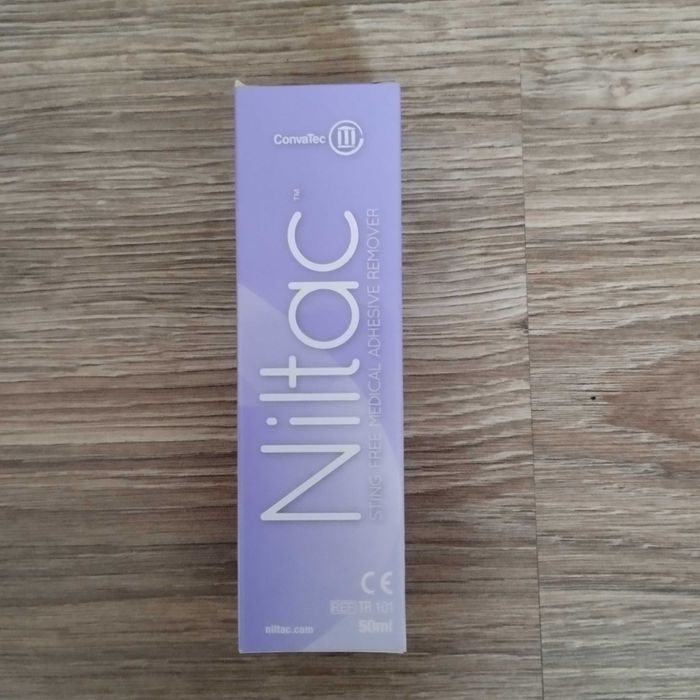 ConvaTec
Niltac™
STING FREE MEDICAL ADHESIVE REMOVER
CE
REF TR 101
niltac.com
50ml